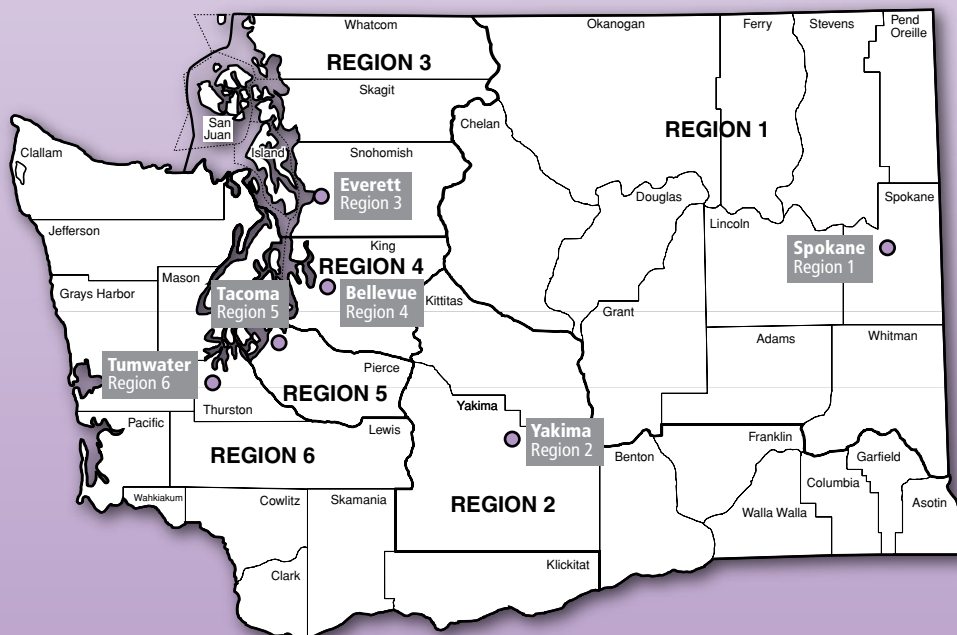 Whatcom
Okanogan
Ferry
Stevens
Pend
Oreille
REGION 3
Skagit
San
Juan
Chelan
REGION 1
Clallam
Island
Snohomish
Everett
Region 3
Douglas
Spokane
Jefferson
Lincoln
King
REGION 4
Spokane
Region 1
Mason
Grays Harbor
Tacoma
Region 5
Bellevue
Region 4
Kittitas
Grant
Adams
Whitman
Tumwater
Region 6
Pierce
REGION 5
Thurston
Yakima
Pacific
Lewis
Yakima
Region 2
Franklin
REGION 6
Benton
Garfield
Columbia
Wahkiakum
Cowlitz
Skamania
REGION 2
Walla Walla
Asotin
Clark
Klickitat